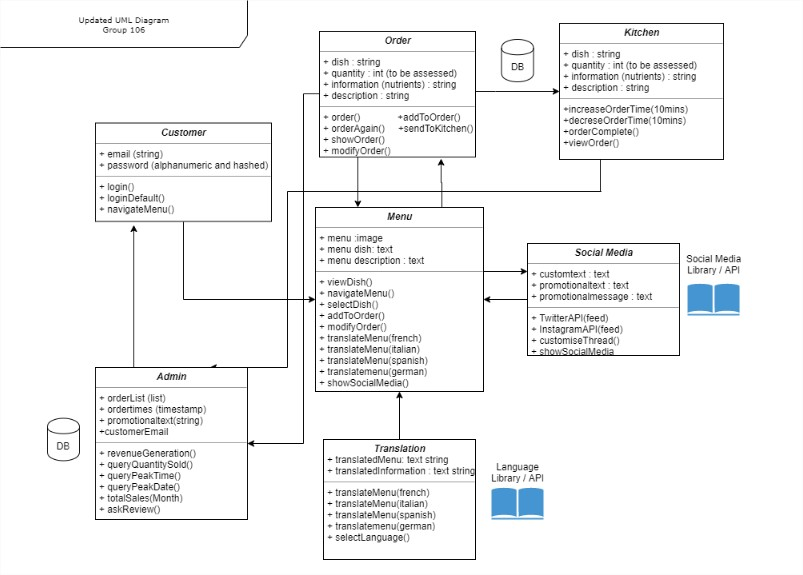 Updated UML Diagram
Group 106
Order
+ dish : string
+ quantity : int (to be assessed)
+ information (nutrients) : string
+ description : string
+ order() +addToOrder()
+ orderAgain() +sendToKitchen()
+ showOrder()
+ modifyOrder()
DB
Kitchen
+ dish : string
+ quantity : int (to be assessed)
+ information (nutrients) : string
+ description : string
+increaseOrderTime(10mins)
+decreseOrderTime(10mins)
+orderComplete()
+viewOrder()
Customer
+ email (string)
+ password (alphanumeric and hashed)
+ login()
+ loginDefault()
+ navigateMenu()
Menu
+ menu :image
+ menu dish: text
+ menu description : text
+ viewDish()
+ navigateMenu()
+ selectDish()
+ addToOrder()
+ modifyOrder()
+ translateMenu(french)
+ translateMenu(italian)
+ translateMenu(spanish)
+ translatemenu(german)
+ showSocialMedia()
Social Media
+ customtext : text
+ promotionaltext : text
+ promotionalmessage : text
+ TwitterAPI(feed)
+ InstagramAPI(feed)
+ customiseThread()
+ showSocialMedia
Social Media
Library / API
Admin
+ orderList (list)
+ ordertimes (timestamp)
+ promotionaltext(string)
+customerEmail
+ revenueGeneration()
+ queryQuantitySold()
+ queryPeakTime()
+ queryPeakDate()
+ totalSales(Month)
+ askReview()
DB
Translation
+ translatedMenu: text string
+ translatedInformation : text string
+ translateMenu(french)
+ translateMenu(italian)
+ translateMenu(spanish)
+ translatemenu(german)
+ selectLanguage()
Language
Library / API